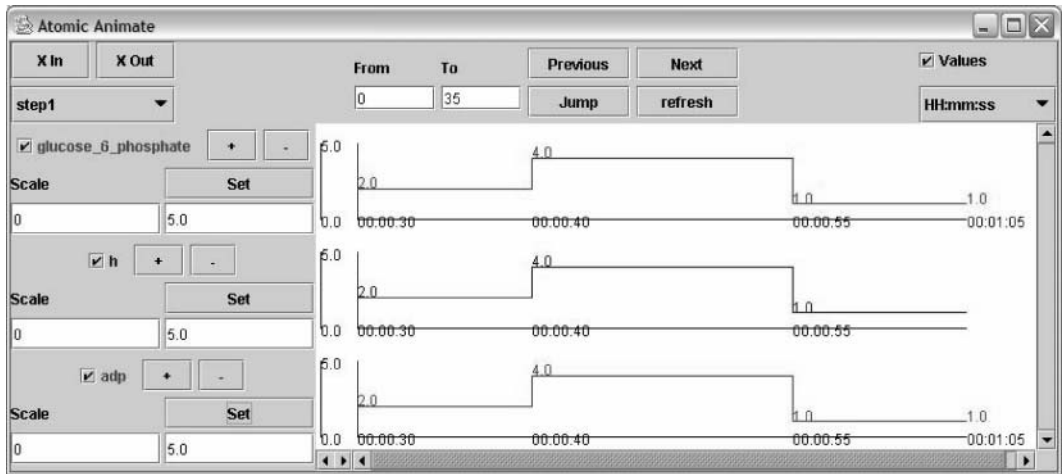 Atomic Animate
X In X Out From To Previous Next Values
step1 0 35 Jump refresh HH:mm:ss
glucose_6_phosphate + -
Scale Set
0 5.0
h + -
Scale Set
0 5.0
adp + -
Scale Set
0 5.0
5.0 4.0
2.0 1.0 1.0
0.0 00:00:30 00:00:40 00:00:55 00:01:05
5.0 4.0
2.0 1.0
0.0 00:00:30 00:00:40 00:00:55
5.0 4.0
2.0 1.0 1.0
0.0 00:00:30 00:00:40 00:00:55 00:01:05